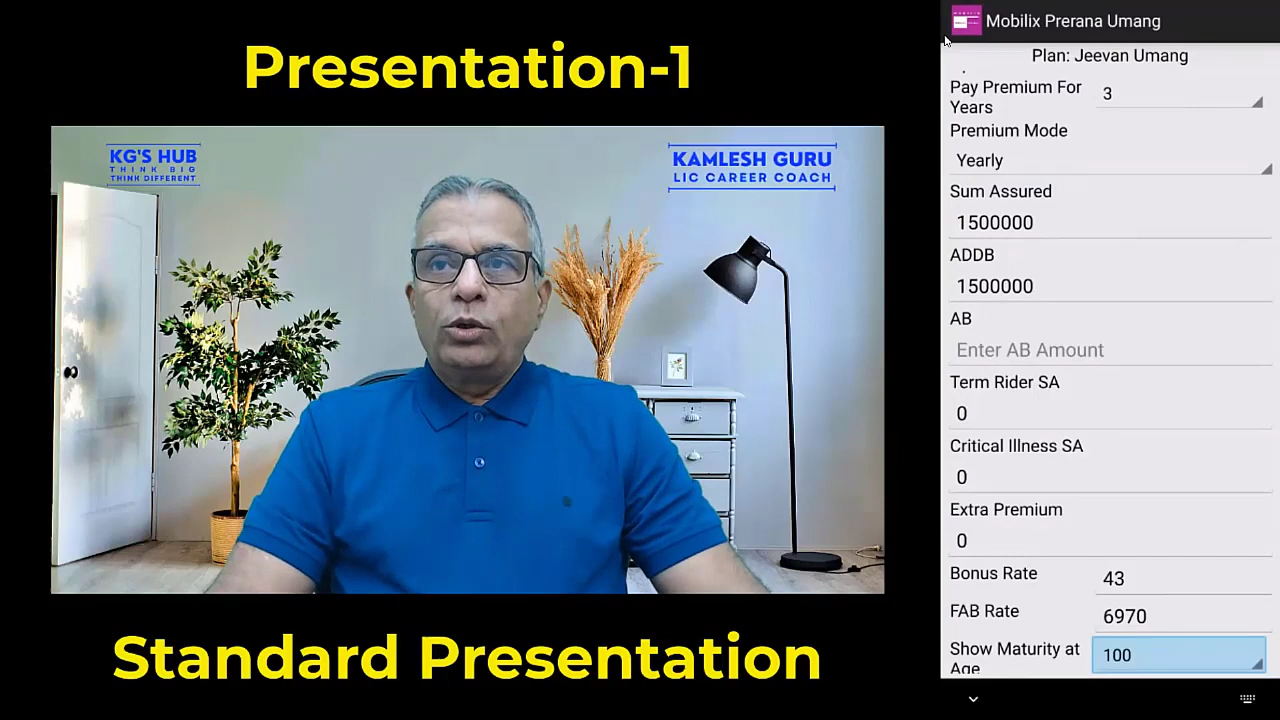 Presentation-1
KG'S HUB
THINK BIG
THINK DIFFERENT
KAMLESH GURU
LIC CAREER COACH
Standard Presentation
Mobilix Prerana Umang
Plan: Jeevan Umang
Pay Premium For
Years
3
Premium Mode
Yearly
Sum Assured
1500000
ADDB
1500000
AB
Enter AB Amount
Term Rider SA
0
Critical Illness SA
0
Extra Premium
0
Bonus Rate
43
FAB Rate
6970
Show Maturity at
Age
100